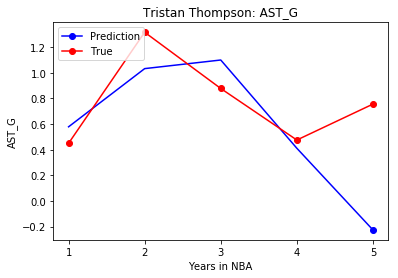 Tristan Thompson: AST_G
Prediction
True
AST_G
1.2
1.0
0.8
0.6
0.4
0.2
0.0
−0.2
1 2 3 4 5
Years in NBA